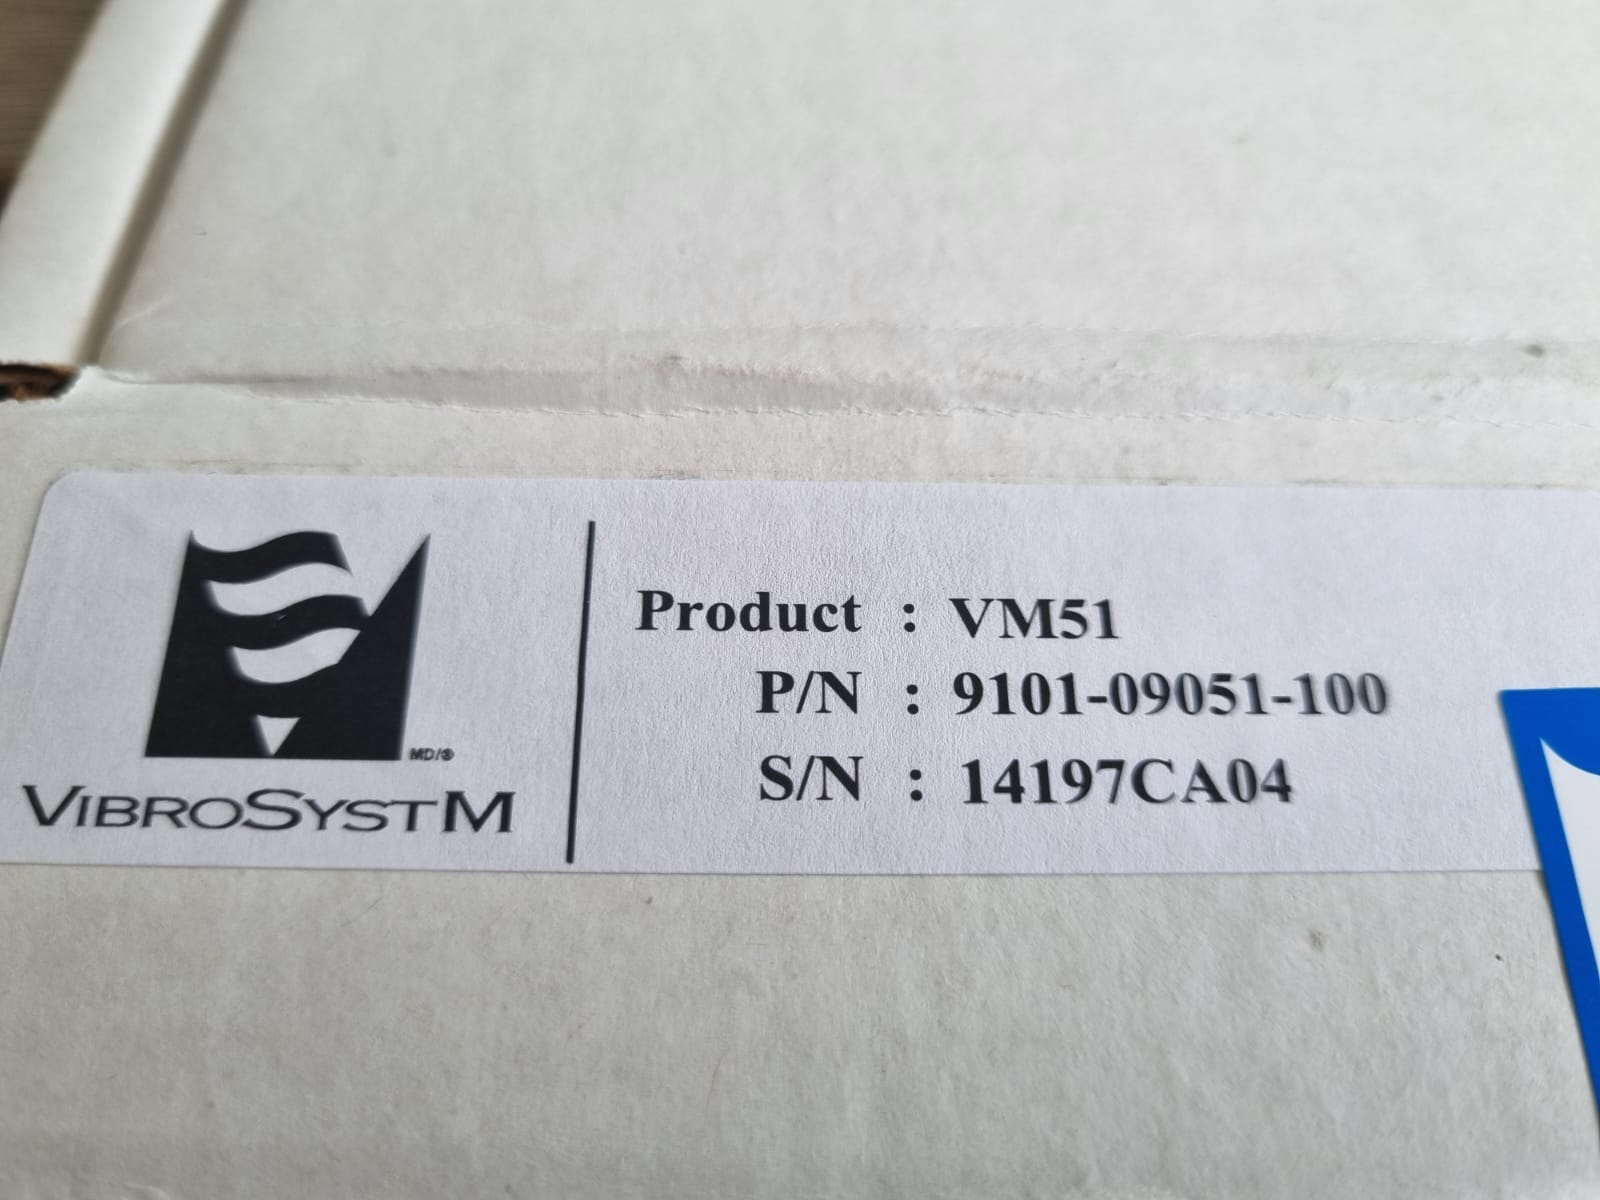 MD/®
VIBROSYSTM
Product : VM51
P/N : 9101-09051-100
S/N : 14197CA04